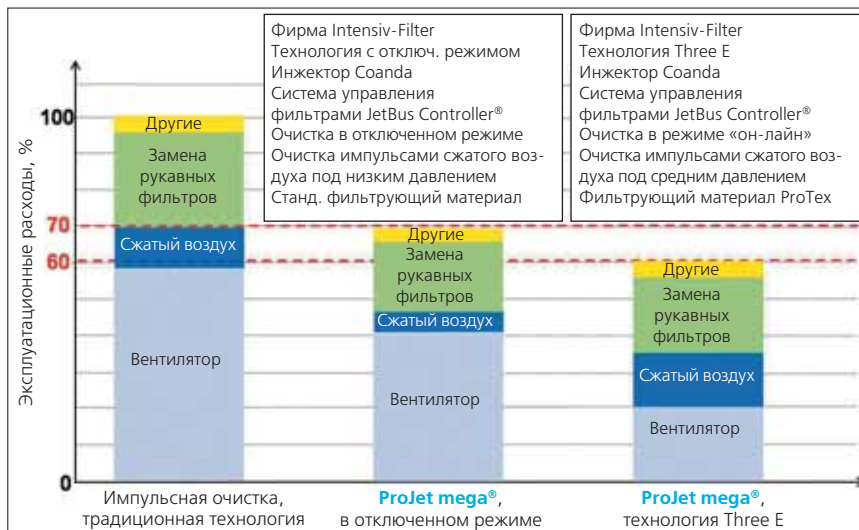 Фирма Intensiv-Filter
Технология с отключ. режимом
Инжектор Coanda
Система управления
фильтрами JetBus Controller®
Очистка в отключенном режиме
Очистка импульсами сжатого воз-
духа под низким давлением
Станд. фильтрующий материал
Фирма Intensiv-Filter
Технология Three E
Инжектор Coanda
Система управления
фильтрами JetBus Controller®
Очистка в режиме «он-лайн»
Очистка импульсами сжатого воз-
духа под средним давлением
Фильтрующий материал ProTex
Эксплуатационные расходы, %
100
70
60
0
Другие
Замена
рукавных
фильтров
Сжатый воздух
Вентилятор
Другие
Замена
рукавных
фильтров
Сжатый воздух
Вентилятор
Другие
Замена
рукавных
фильтров
Сжатый воздух
Вентилятор
Импульсная очистка,
традиционная технология
ProJet mega®,
в отключенном режиме
ProJet mega®,
технология Three E